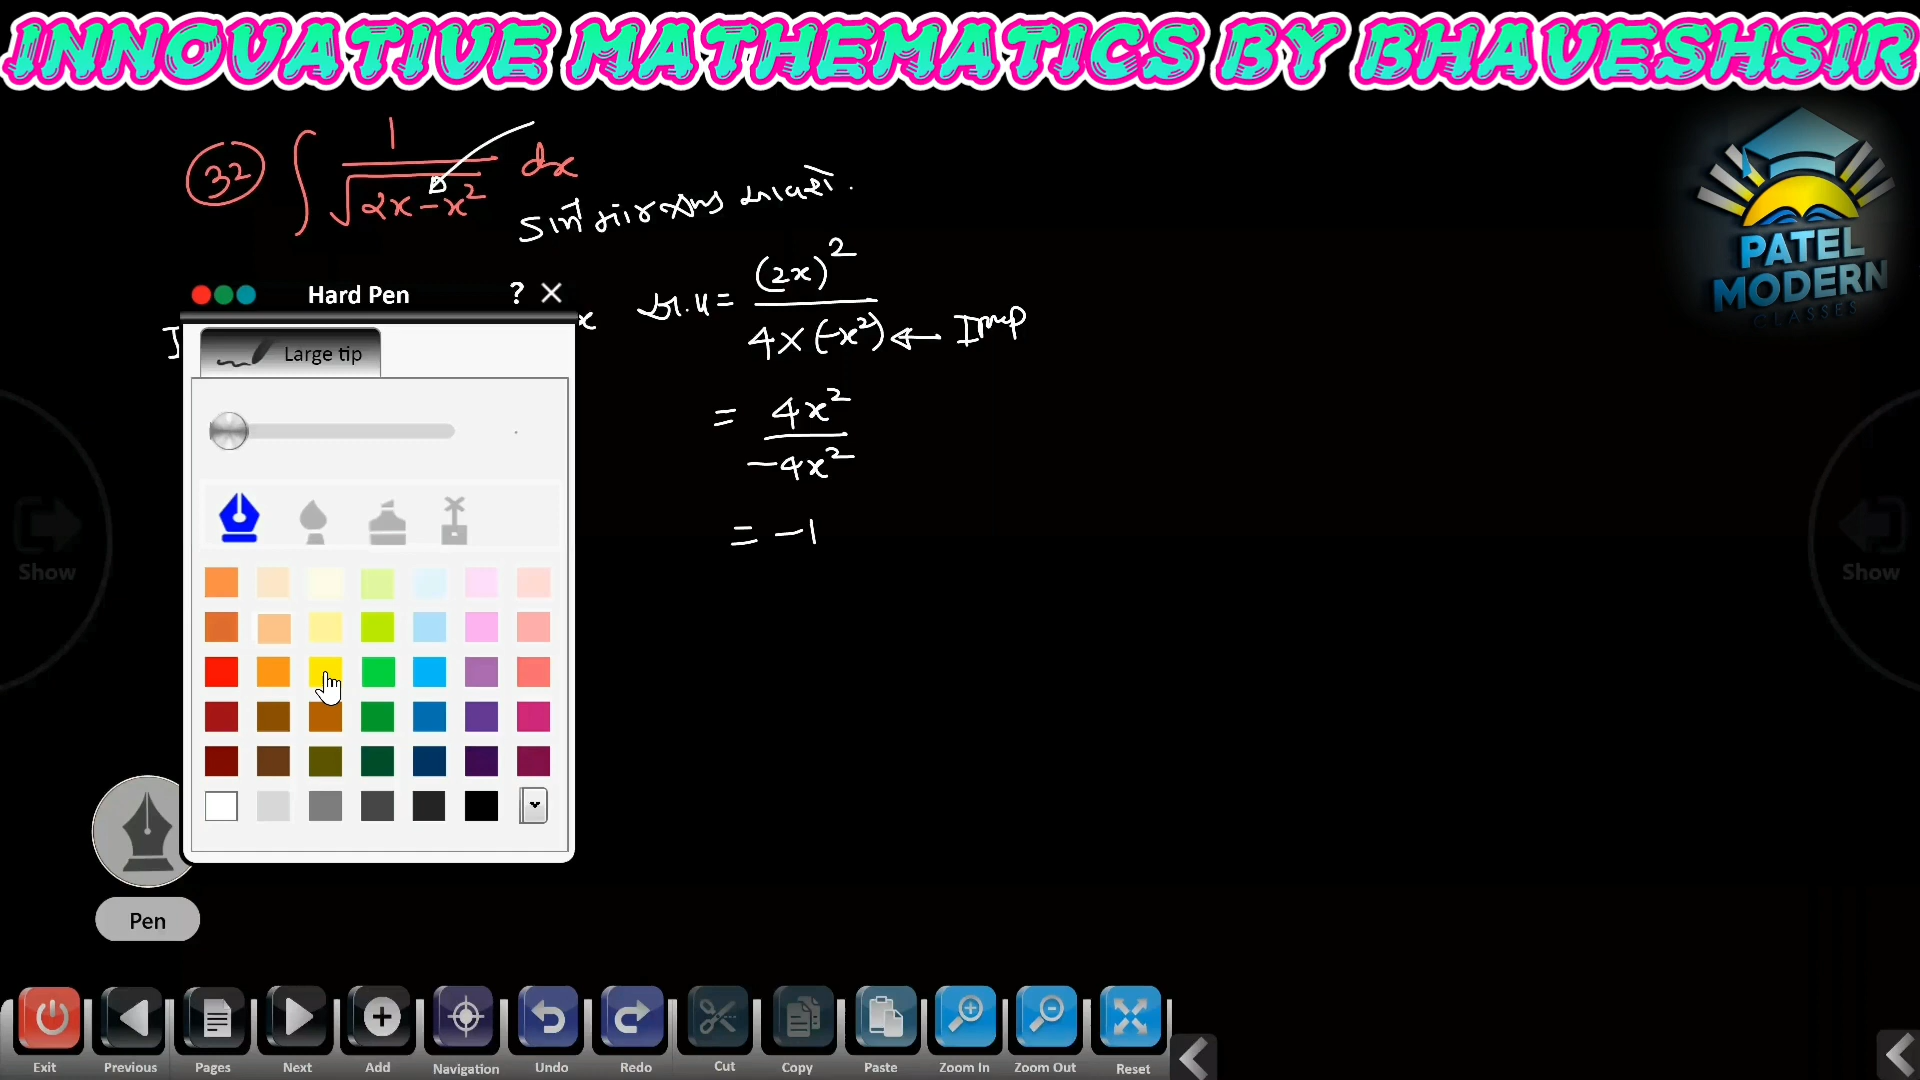 INNOVATIVE MATHEMATICS BY BHAVESHSIR
32 ∫ 1/√(2x-x²) dx
Sin⁻¹
PATEL
MODERN
CLASSES
I x
= (2x)² / 4×(-x²) ← Imp
= 4x² / -4x²
= -1
Hard Pen ?
Large tip
Show
Show
Pen
Exit Previous Pages Next Add Navigation Undo Redo Cut Copy Paste Zoom In Zoom Out Reset